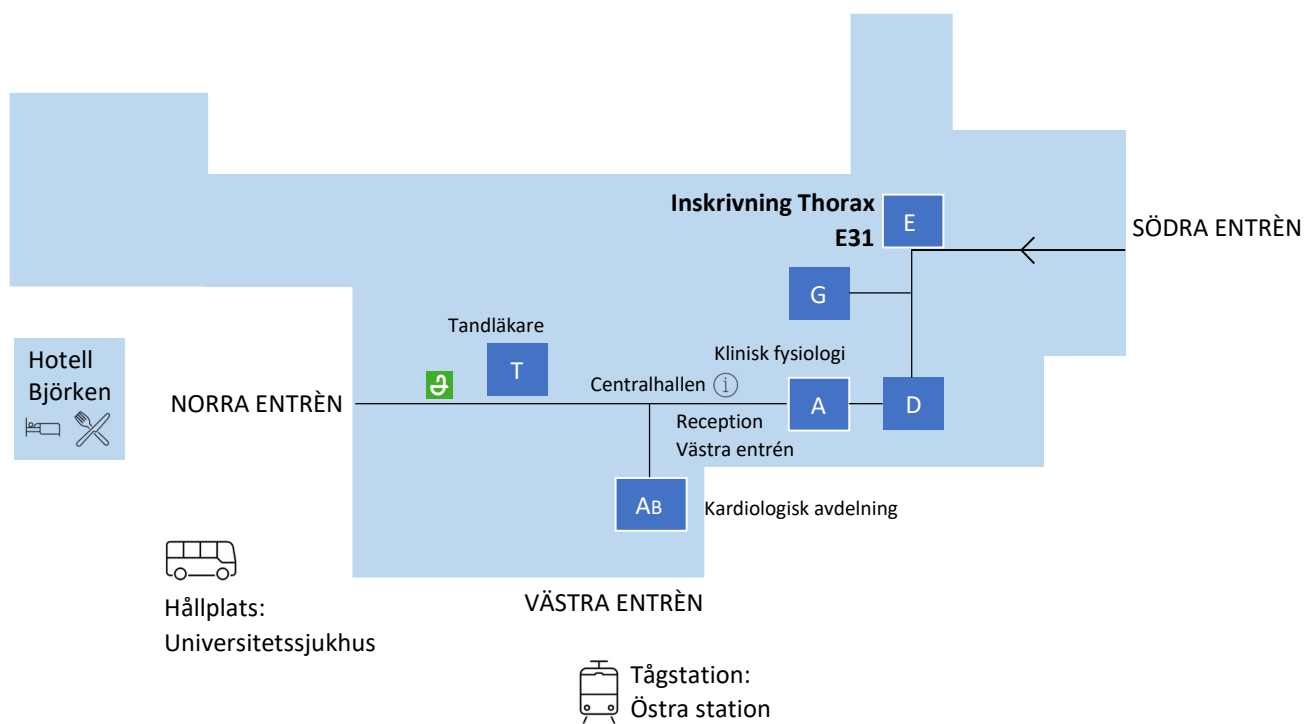 Inskrivning Thorax
E31
E
SÖDRA ENTRÈN
G
Tandläkare
T
Klinisk fysiologi
Hotell
Björken
NORRA ENTRÈN
Centralhallen i
A
D
Reception
Västra entrén
AB
Kardiologisk avdelning
VÄSTRA ENTRÈN
Hållplats:
Universitetssjukhus
Tågstation:
Östra station